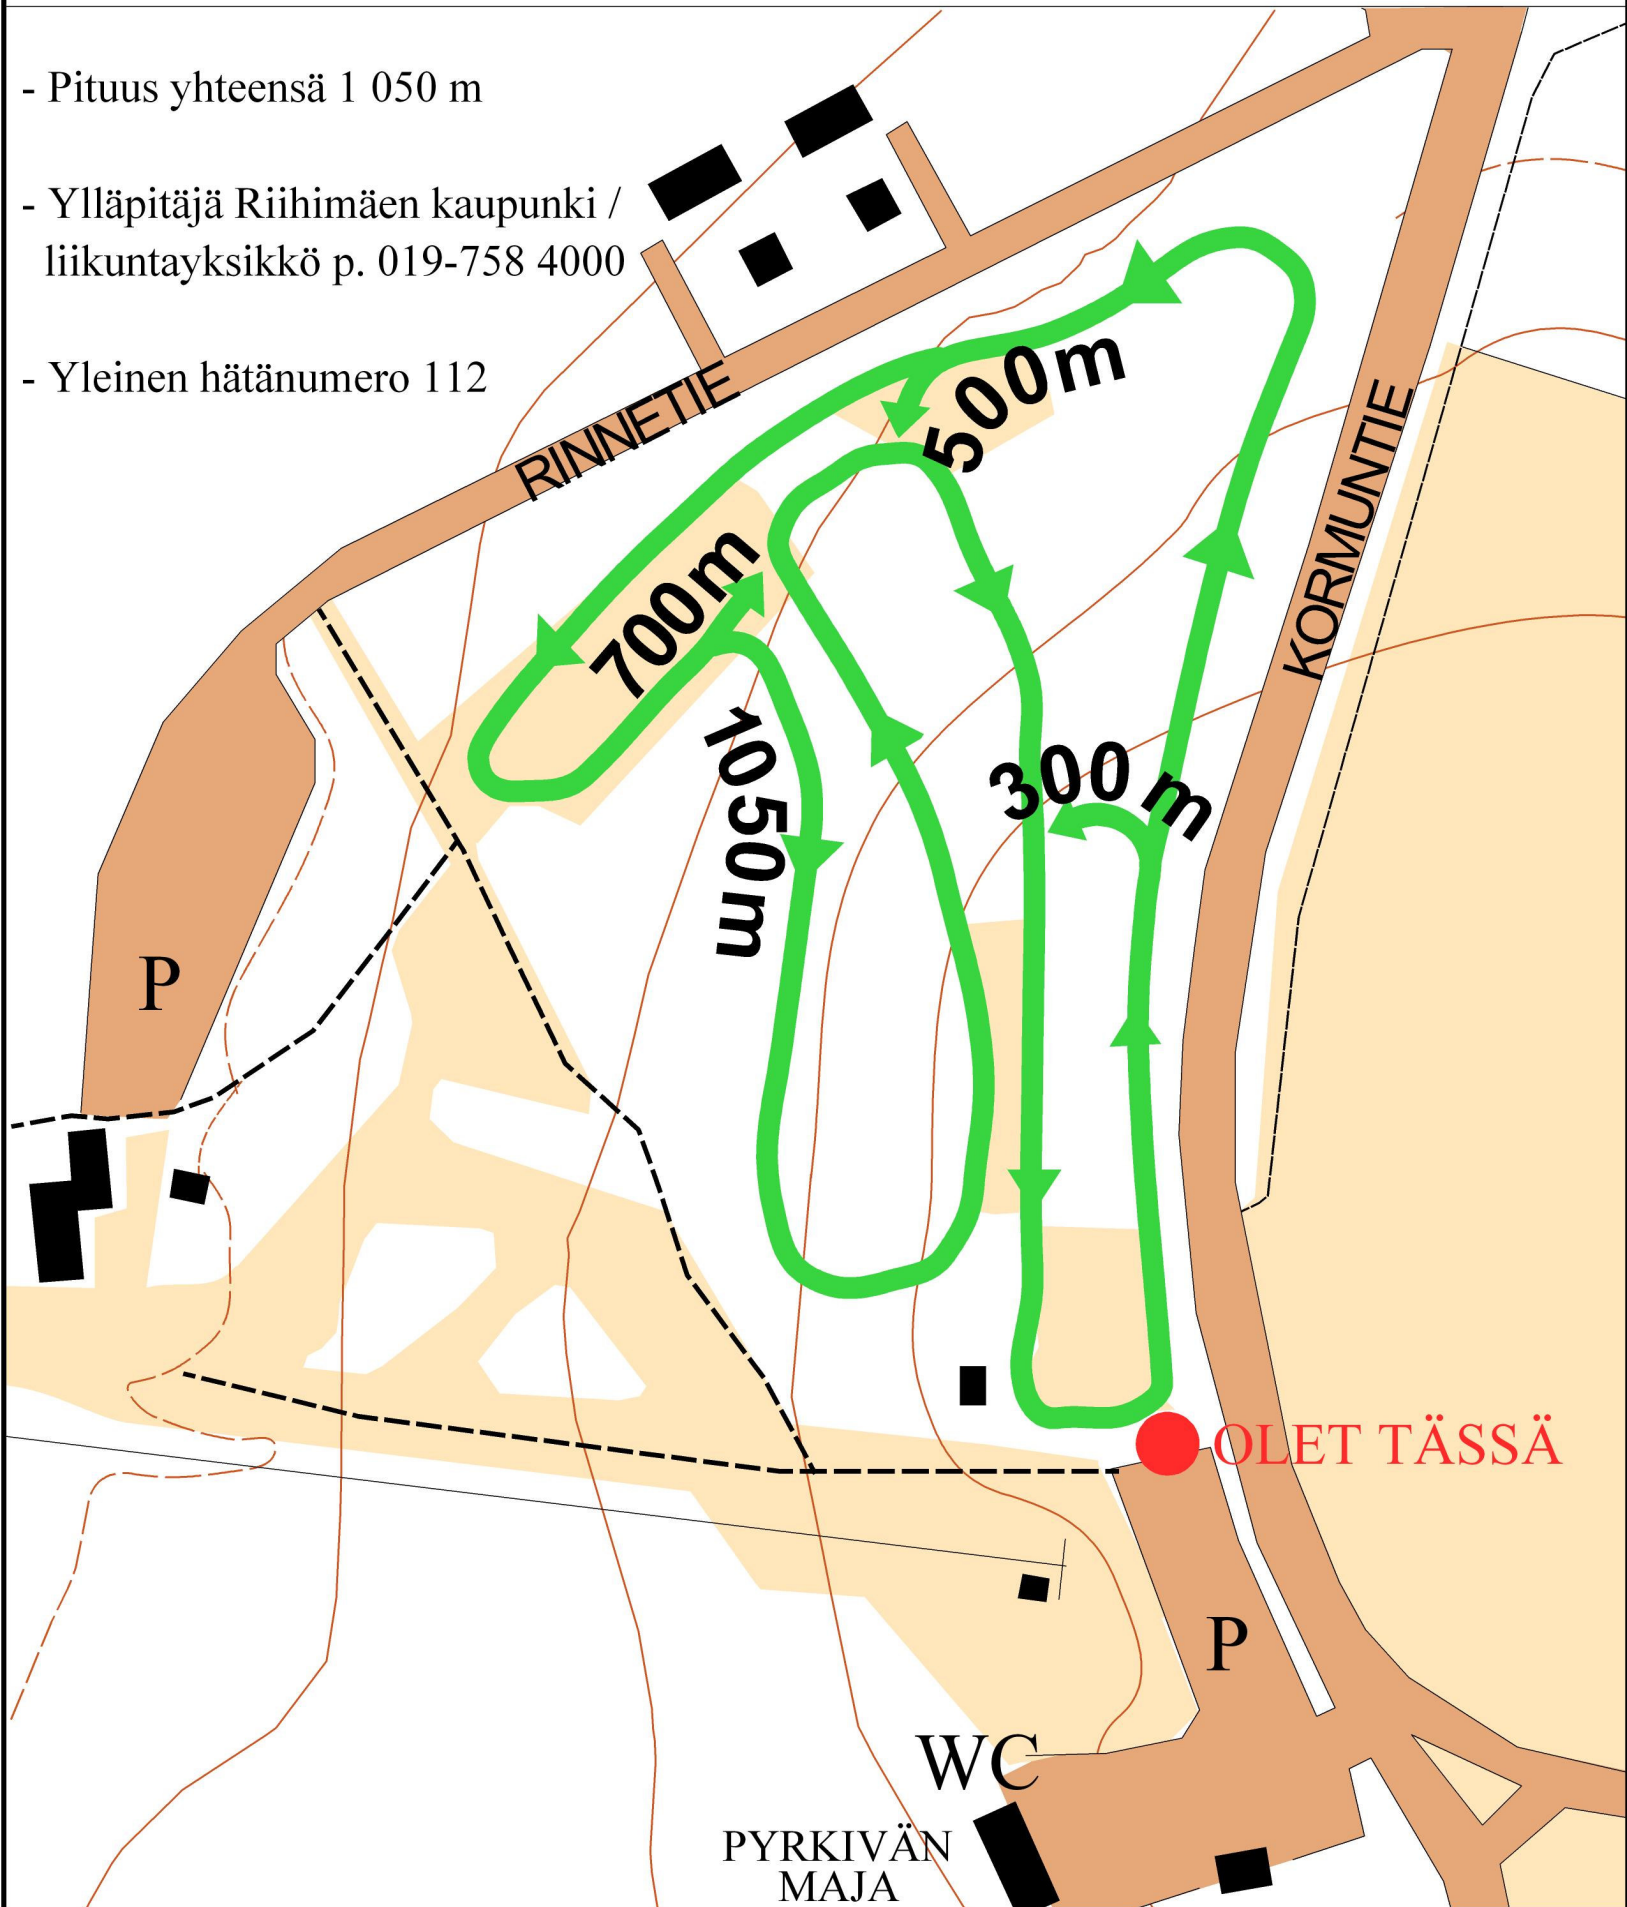 - Pituus yhteensä 1 050 m
- Ylläpitäjä Riihimäen kaupunki /
liikuntayksikkö p. 019-758 4000
- Yleinen hätänumero 112
RINNETIE
500m
KORMUNTIE
700m
1050m
300m
P
OLET TÄSSÄ
P
WC
PYRKIVÄN
MAJA